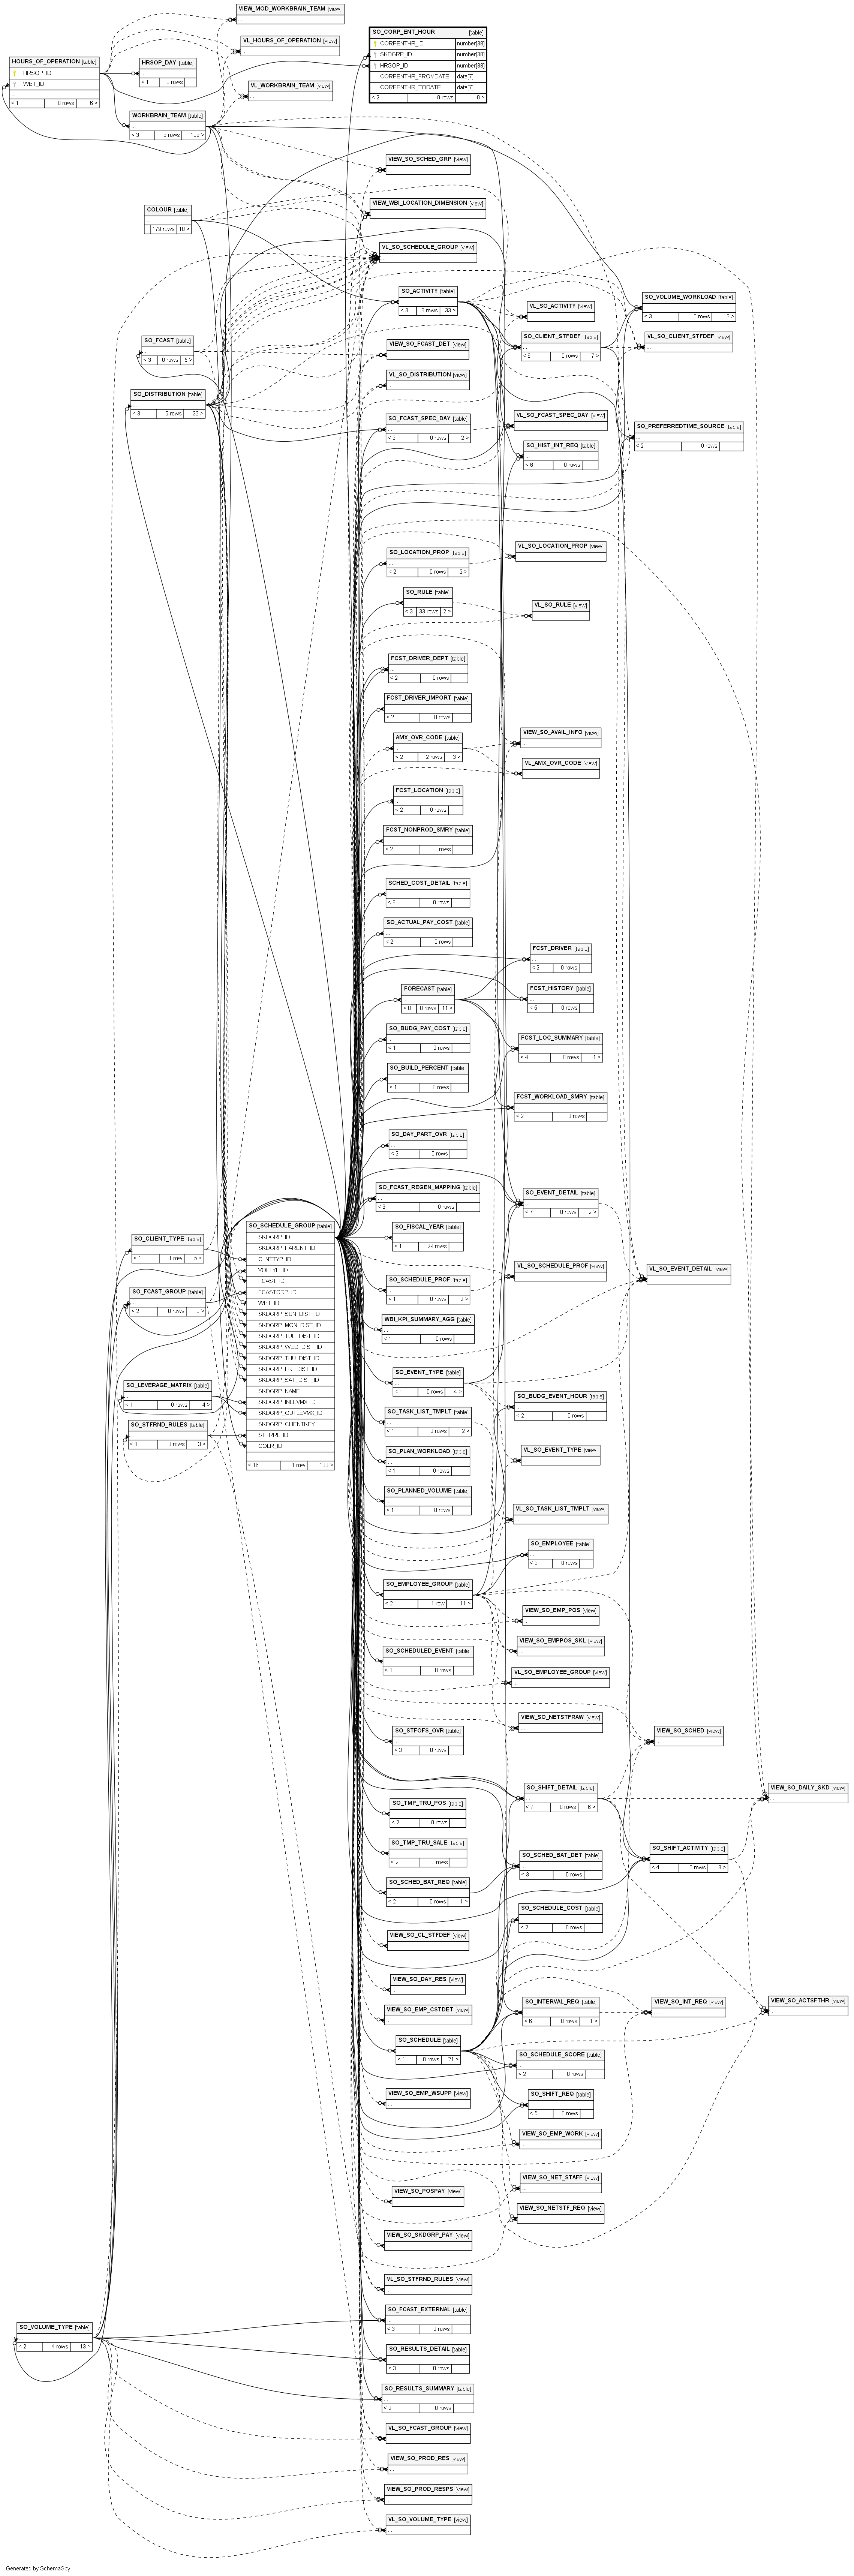 VIEW_MOD_WORKBRAIN_TEAM [view]
...
SO_CORP_ENT_HOUR [table]
CORPENTHR_ID number[38]
SKDGRP_ID number[38]
HRSOP_ID number[38]
CORPENTHR_FROMDATE date[7]
CORPENTHR_TODATE date[7]
< 2 0 rows 0 >
VL_HOURS_OF_OPERATION [view]
HOURS_OF_OPERATION [table]
HRSOP_ID
WBT_ID
< 1 0 rows 6 >
HRSOP_DAY [table]
< 1 0 rows
VL_WORKBRAIN_TEAM [view]
WORKBRAIN_TEAM [table]
< 3 3 rows 109 >
VIEW_SO_SCHED_GRP [view]
VIEW_WBI_LOCATION_DIMENSION [view]
COLOUR [table]
179 rows 18 >
VL_SO_SCHEDULE_GROUP [view]
SO_ACTIVITY [table]
< 3 6 rows 33 >
SO_VOLUME_WORKLOAD [table]
< 3 0 rows 3 >
VL_SO_ACTIVITY [view]
SO_CLIENT_STFDEF [table]
< 6 0 rows 7 >
VL_SO_CLIENT_STFDEF [view]
SO_FCAST [table]
< 3 0 rows 5 >
VIEW_SO_FCAST_DET [view]
VL_SO_DISTRIBUTION [view]
SO_DISTRIBUTION [table]
< 3 5 rows 32 >
SO_FCAST_SPEC_DAY [table]
< 3 0 rows 2 >
VL_SO_FCAST_SPEC_DAY [view]
SO_PREFERREDTIME_SOURCE [table]
< 2 0 rows
SO_HIST_INT_REQ [table]
< 6 0 rows
SO_LOCATION_PROP [table]
< 2 0 rows 2 >
VL_SO_LOCATION_PROP [view]
SO_RULE [table]
< 3 33 rows 2 >
VL_SO_RULE [view]
FCST_DRIVER_DEPT [table]
< 2 0 rows
FCST_DRIVER_IMPORT [table]
< 2 0 rows
AMX_OVR_CODE [table]
< 2 2 rows 3 >
VIEW_SO_AVAIL_INFO [view]
VL_AMX_OVR_CODE [view]
FCST_LOCATION [table]
< 2 0 rows
FCST_NONPROD_SMRY [table]
< 2 0 rows
SCHED_COST_DETAIL [table]
< 8 0 rows
SO_ACTUAL_PAY_COST [table]
< 2 0 rows
FCST_DRIVER [table]
< 2 0 rows
FORECAST [table]
< 8 0 rows 11 >
FCST_HISTORY [table]
< 5 0 rows
SO_BUDG_PAY_COST [table]
< 1 0 rows
FCST_LOC_SUMMARY [table]
< 4 0 rows 1 >
SO_BUILD_PERCENT [table]
< 1 0 rows
FCST_WORKLOAD_SMRY [table]
< 2 0 rows
SO_DAY_PART_OVR [table]
< 2 0 rows
SO_FCAST_REGEN_MAPPING [table]
< 3 0 rows
SO_EVENT_DETAIL [table]
< 7 0 rows 2 >
SO_SCHEDULE_GROUP [table]
SKDGRP_ID
SKDGRP_PARENT_ID
CLNTTYP_ID
VOLTYP_ID
FCAST_ID
FCASTGRP_ID
WBT_ID
SKDGRP_SUN_DIST_ID
SKDGRP_MON_DIST_ID
SKDGRP_TUE_DIST_ID
SKDGRP_WED_DIST_ID
SKDGRP_THU_DIST_ID
SKDGRP_FRI_DIST_ID
SKDGRP_SAT_DIST_ID
SKDGRP_NAME
SKDGRP_INLEVMX_ID
SKDGRP_OUTLEVMX_ID
SKDGRP_CLIENTKEY
STFRRL_ID
COLR_ID
< 16 1 row 100 >
SO_CLIENT_TYPE [table]
< 1 1 row 5 >
SO_FCAST_GROUP [table]
< 2 0 rows 3 >
SO_LEVERAGE_MATRIX [table]
< 1 0 rows 4 >
SO_STFRND_RULES [table]
< 1 0 rows 3 >
SO_FISCAL_YEAR [table]
< 1 29 rows
SO_SCHEDULE_PROF [table]
< 1 0 rows 2 >
VL_SO_SCHEDULE_PROF [view]
VL_SO_EVENT_DETAIL [view]
WBI_KPI_SUMMARY_AGG [table]
< 1 0 rows
SO_EVENT_TYPE [table]
< 1 0 rows 4 >
SO_BUDG_EVENT_HOUR [table]
< 2 0 rows
SO_TASK_LIST_TMPLT [table]
< 1 0 rows 2 >
SO_PLAN_WORKLOAD [table]
< 1 0 rows
VL_SO_EVENT_TYPE [view]
SO_PLANNED_VOLUME [table]
< 1 0 rows
VL_SO_TASK_LIST_TMPLT [view]
SO_EMPLOYEE [table]
< 3 0 rows
SO_EMPLOYEE_GROUP [table]
< 2 1 row 11 >
VIEW_SO_EMP_POS [view]
VIEW_SO_EMPPOS_SKL [view]
SO_SCHEDULED_EVENT [table]
< 1 0 rows
VL_SO_EMPLOYEE_GROUP [view]
VIEW_SO_NETSTFRAW [view]
SO_STFOFS_OVR [table]
< 3 0 rows
VIEW_SO_SCHED [view]
SO_SHIFT_DETAIL [table]
< 7 0 rows 6 >
VIEW_SO_DAILY_SKD [view]
SO_TMP_TRU_POS [table]
< 2 0 rows
SO_TMP_TRU_SALE [table]
< 2 0 rows
SO_SHIFT_ACTIVITY [table]
< 4 0 rows 3 >
SO_SCHED_BAT_DET [table]
< 3 0 rows
SO_SCHED_BAT_REQ [table]
< 2 0 rows 1 >
SO_SCHEDULE_COST [table]
< 2 0 rows
VIEW_SO_CL_STFDEF [view]
VIEW_SO_DAY_RES [view]
VIEW_SO_EMP_CSTDET [view]
SO_INTERVAL_REQ [table]
< 6 0 rows 1 >
VIEW_SO_INT_REQ [view]
VIEW_SO_ACTSFTHR [view]
SO_SCHEDULE [table]
< 1 0 rows 21 >
SO_SCHEDULE_SCORE [table]
< 2 0 rows
VIEW_SO_EMP_WSUPP [view]
SO_SHIFT_REQ [table]
< 5 0 rows
VIEW_SO_EMP_WORK [view]
VIEW_SO_NET_STAFF [view]
VIEW_SO_POSPAY [view]
VIEW_SO_NETSTF_REQ [view]
VIEW_SO_SKDGRP_PAY [view]
VL_SO_STFRND_RULES [view]
SO_FCAST_EXTERNAL [table]
< 3 0 rows
SO_VOLUME_TYPE [table]
< 2 4 rows 13 >
SO_RESULTS_DETAIL [table]
< 3 0 rows
SO_RESULTS_SUMMARY [table]
< 2 0 rows
VL_SO_FCAST_GROUP [view]
VIEW_SO_PROD_RES [view]
VIEW_SO_PROD_RESPS [view]
VL_SO_VOLUME_TYPE [view]
Generated by SchemaSpy